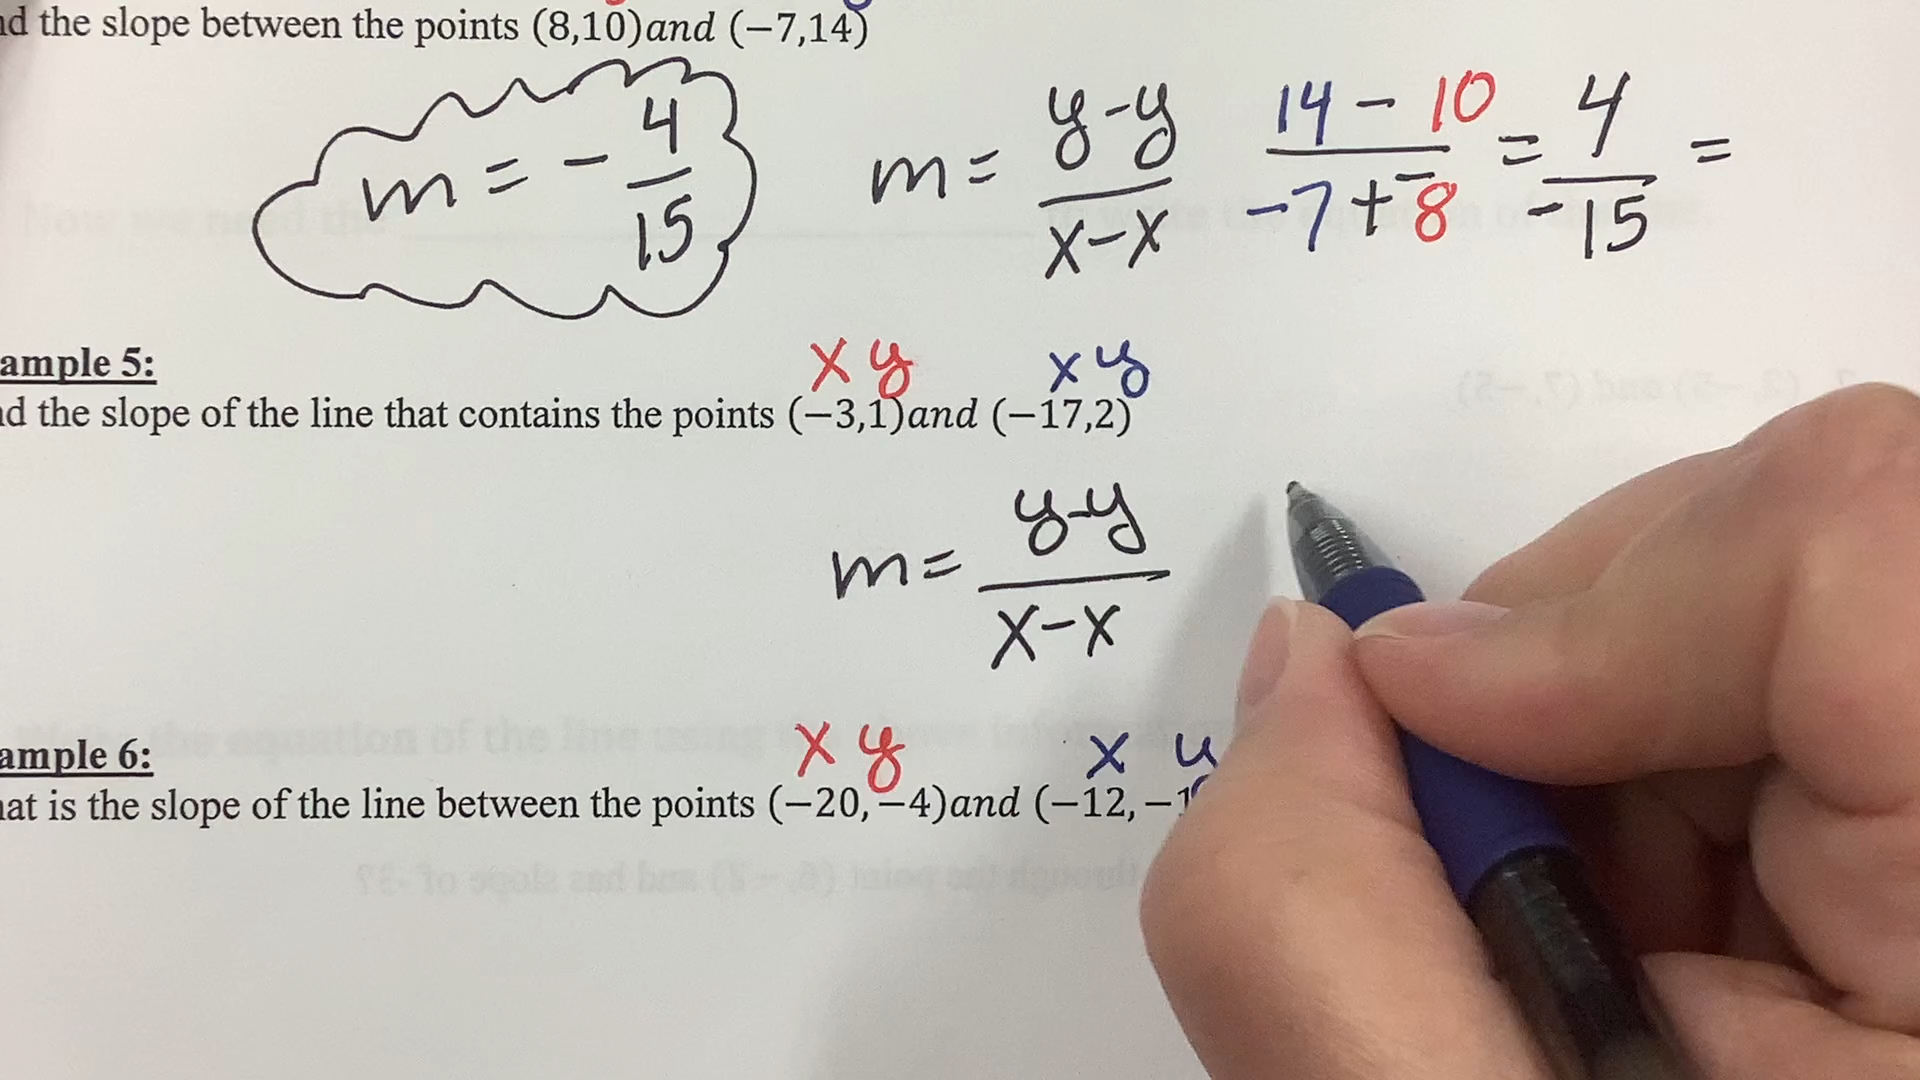 the slope between the points (8,10)and (−7,14)
m = - 4/15
m = y-y/x-x 14 - 10/-7 + -8 = 4/-15 =
ample 5:
x y x y
the slope of the line that contains the points (−3,1)and (−17,2)
m = y-y/x-x
ample 6:
x y x y
at is the slope of the line between the points (−20,−4)and (−12,−1